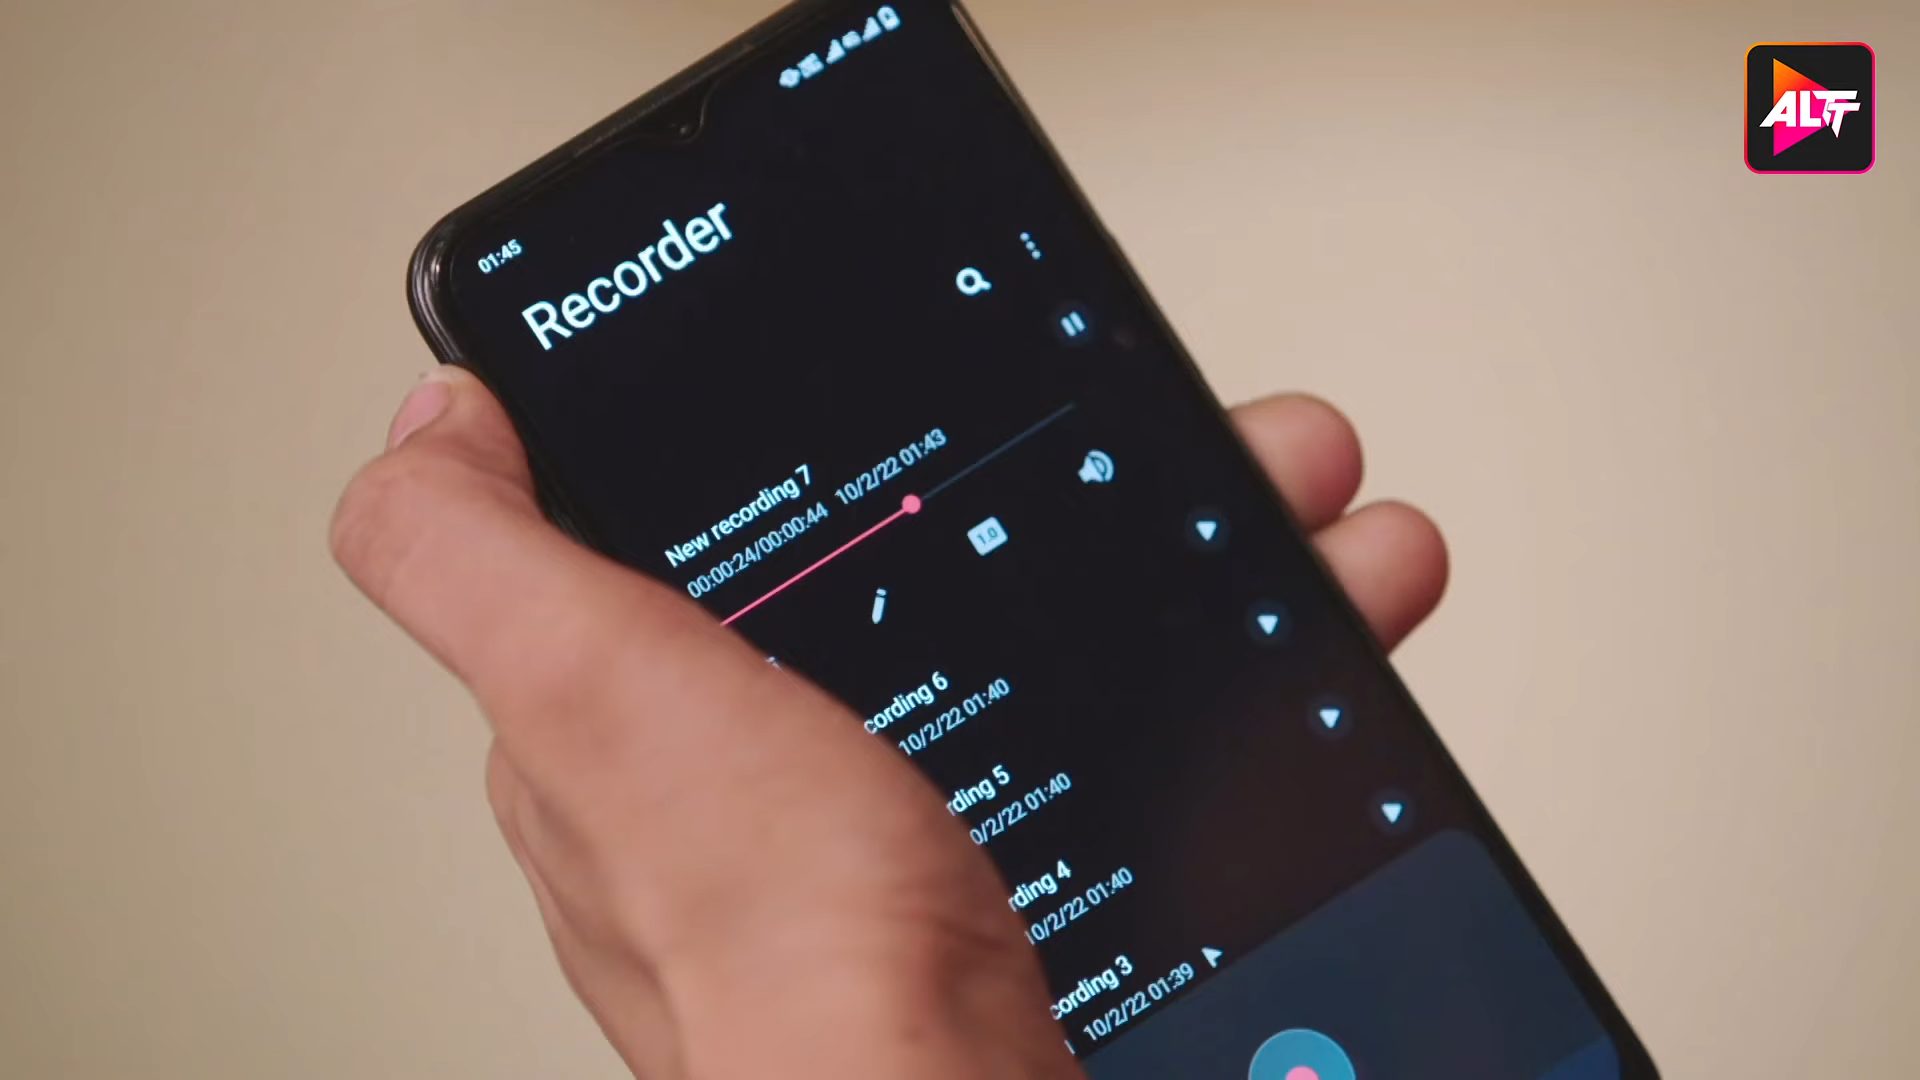 ALTT
01:45
Recorder
New recording 7
00:00:24/00:00:44 10/2/22 01:43
1.0
cording 6
10/2/22 01:40
rding 5
0/2/22 01:40
rding 4
10/2/22 01:40
cording 3
10/2/22 01:39